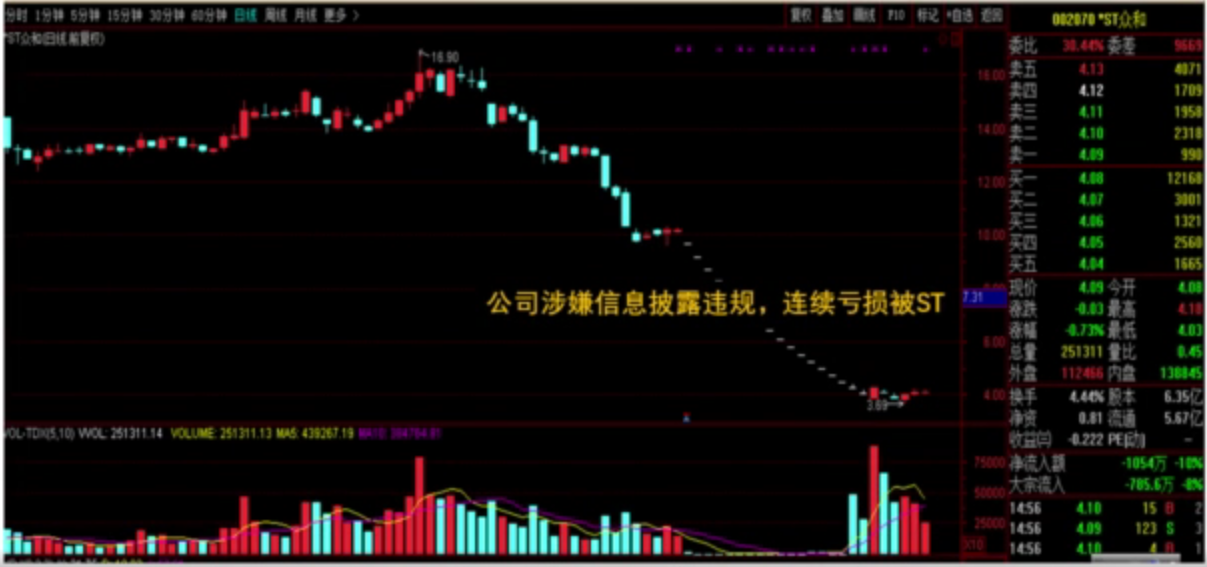 分时 1分钟 5分钟 15分钟 30分钟 60分钟 日线 周线 月线 更多 >
复权 叠加 画线 F10 标记 *自选 返回
002070 *ST众和
*ST众和(日线.前复权)
委比 30.44% 委差 9669
卖五 4.13 4071
卖四 4.12 1709
卖三 4.11 1958
卖二 4.10 2318
卖一 4.09 990
买一 4.08 12168
买二 4.07 3001
买三 4.06 1321
买四 4.05 2560
买五 4.04 1665
现价 4.09 今开 4.08
涨跌 -0.03 最高 4.18
涨幅 -0.73% 最低 4.03
总量 251311 量比 0.45
外盘 112466 内盘 138845
换手 4.44% 股本 6.35亿
净资 0.81 流通 5.67亿
收益㈢ -0.222 PE(动) –
净流入额 -1054万 -10%
大宗流入 -785.6万 -8%
14:56 4.10 15 B 2
14:56 4.09 123 S 3
14:56 4.10 4 B 1
16.90
16.00
14.00
12.00
10.00
7.31
6.00
4.00
3.69
公司涉嫌信息披露违规，连续亏损被ST
VOL-TDX(5,10) VVOL: 251311.14 VOLUME: 251311.13 MA5: 439267.19
75000
50000
25000
X10